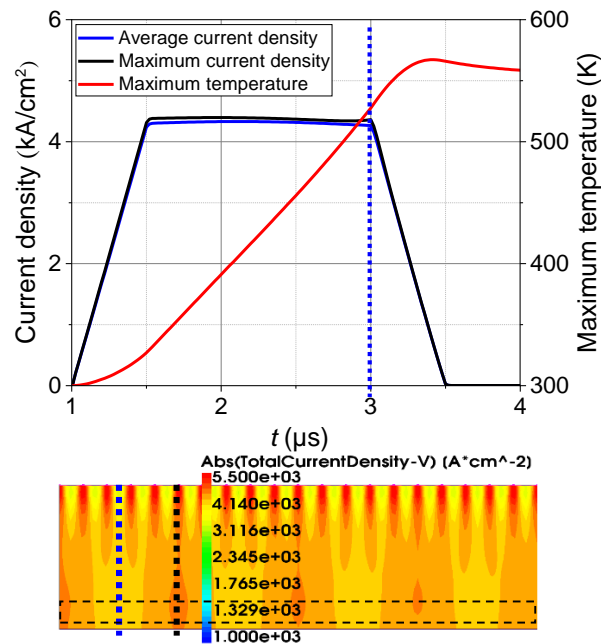 Average current density
Maximum current density
Maximum temperature
Current density (kA/cm²)
6
4
2
0
Maximum temperature (K)
600
500
400
300
1 2 3 4
t (µs)
Abs(TotalCurrentDensity-V) [A*cm^-2]
5.500e+03
4.140e+03
3.116e+03
2.345e+03
1.765e+03
1.329e+03
1.000e+03